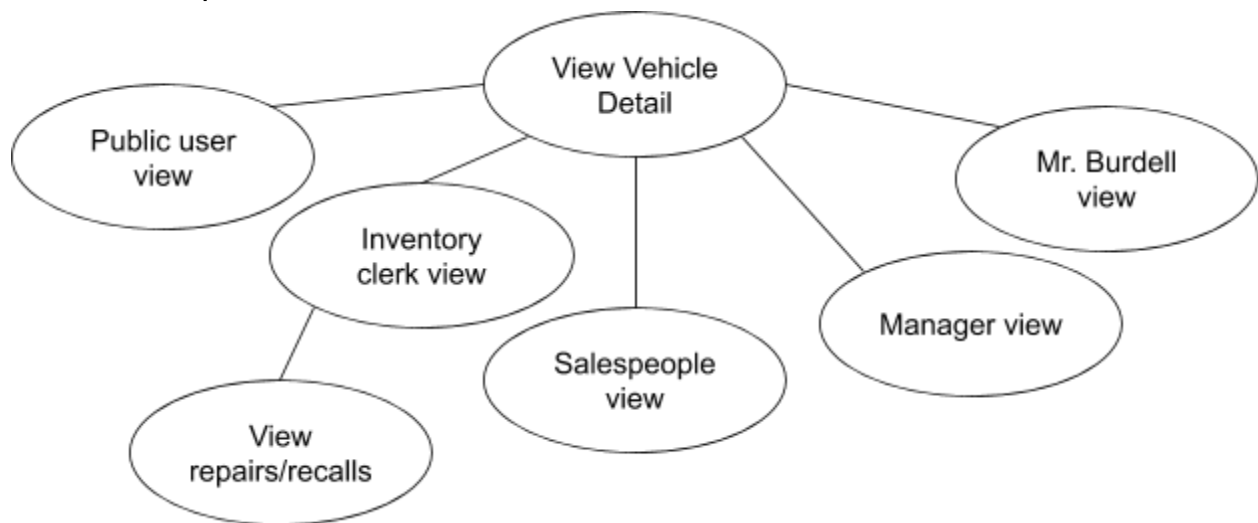 View Vehicle
Detail
Public user
view
Mr. Burdell
view
Inventory
clerk view
Manager view
Salespeople
view
View
repairs/recalls